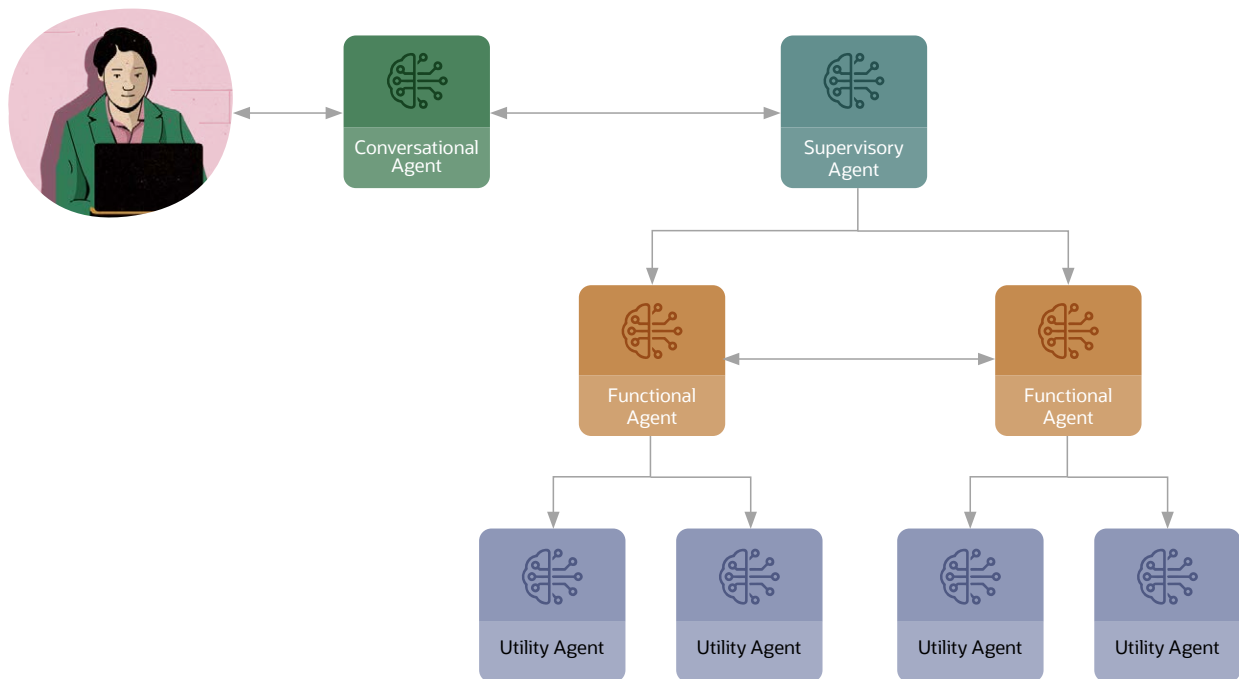 Conversational
Agent
Supervisory
Agent
Functional
Agent
Functional
Agent
Utility Agent
Utility Agent
Utility Agent
Utility Agent